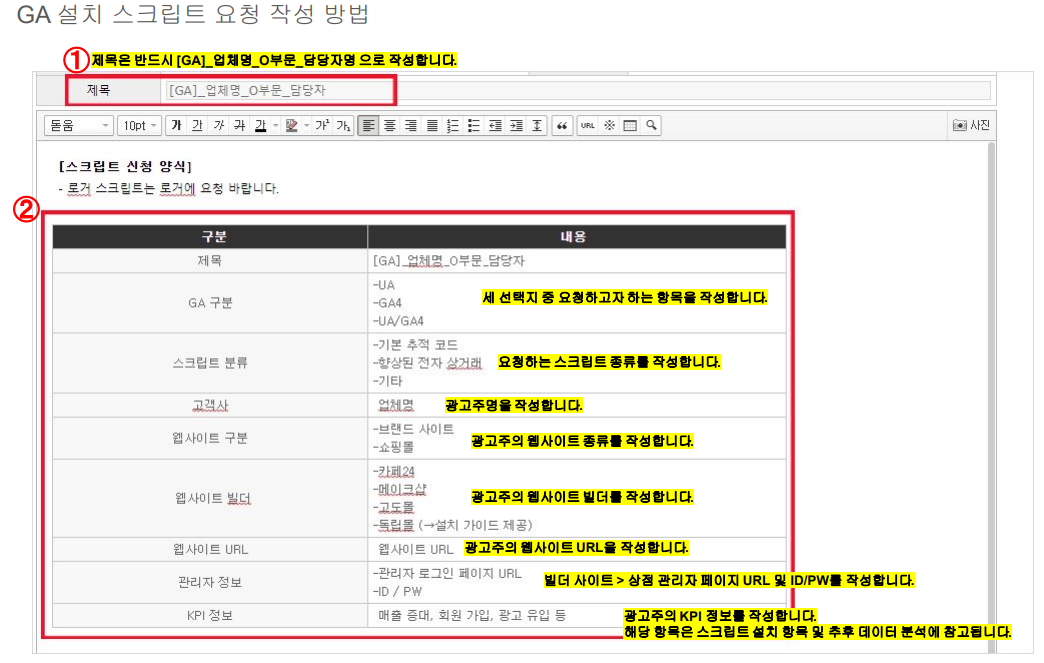 GA 설치 스크립트 요청 작성 방법
① 제목은 반드시 [GA]_업체명_O부문_담당자명 으로 작성합니다.
제목 [GA]_업체명_O부문_담당자
돋움 10pt 가 간 가 가 가 가² 가₂ URL ※ 사진
[스크립트 신청 양식]
- 로거 스크립트는 로거에 요청 바랍니다.
②
구분 내용
제목 [GA]_업체명_O부문_담당자
GA 구분
-UA
-GA4
-UA/GA4
세 선택지 중 요청하고자 하는 항목을 작성합니다.
스크립트 분류
-기본 추적 코드
-향상된 전자 상거래
-기타
요청하는 스크립트 종류를 작성합니다.
고객사 업체명 광고주명을 작성합니다.
웹사이트 구분
-브랜드 사이트
-쇼핑몰
광고주의 웹사이트 종류를 작성합니다.
웹사이트 빌더
-카페24
-메이크샵
-고도몰
-독립몰 (→설치 가이드 제공)
광고주의 웹사이트 빌더를 작성합니다.
웹사이트 URL 웹사이트 URL 광고주의 웹사이트 URL을 작성합니다.
관리자 정보
-관리자 로그인 페이지 URL
-ID / PW
빌더 사이트 > 상점 관리자 페이지 URL 및 ID/PW를 작성합니다.
KPI 정보 매출 증대, 회원 가입, 광고 유입 등
광고주의 KPI 정보를 작성합니다.
해당 항목은 스크립트 설치 항목 및 추후 데이터 분석에 참고됩니다.